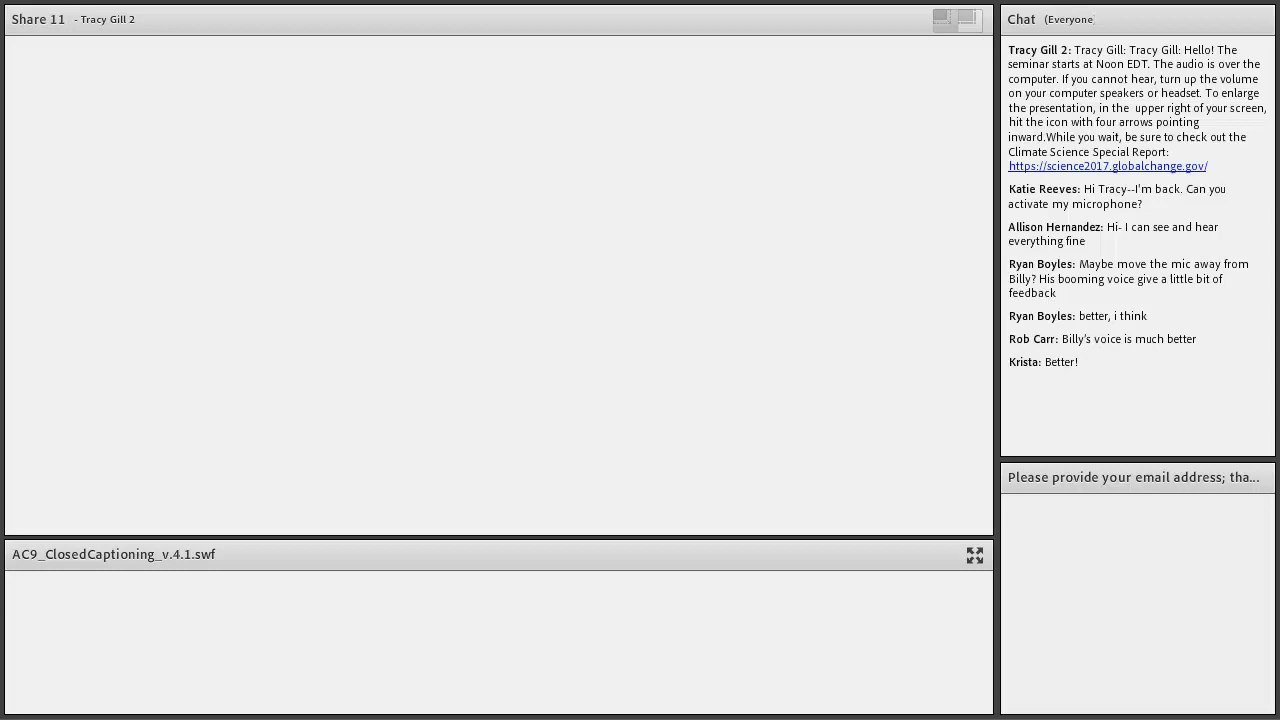 Share 11 - Tracy Gill 2
Chat (Everyone
Tracy Gill 2: Tracy Gill: Tracy Gill: Hello! The
seminar starts at Noon EDT. The audio is over the
computer. If you cannot hear, turn up the volume
on your computer speakers or headset. To enlarge
the presentation, in the upper right of your screen,
hit the icon with four arrows pointing
inward.While you wait, be sure to check out the
Climate Science Special Report:
https://science2017.globalchange.gov/
Katie Reeves: Hi Tracy--I'm back. Can you
activate my microphone?
Allison Hernandez: Hi- I can see and hear
everything fine
Ryan Boyles: Maybe move the mic away from
Billy? His booming voice give a little bit of
feedback
Ryan Boyles: better, i think
Rob Carr: Billy's voice is much better
Krista: Better!
Please provide your email address; tha...
AC9_ClosedCaptioning_v.4.1.swf